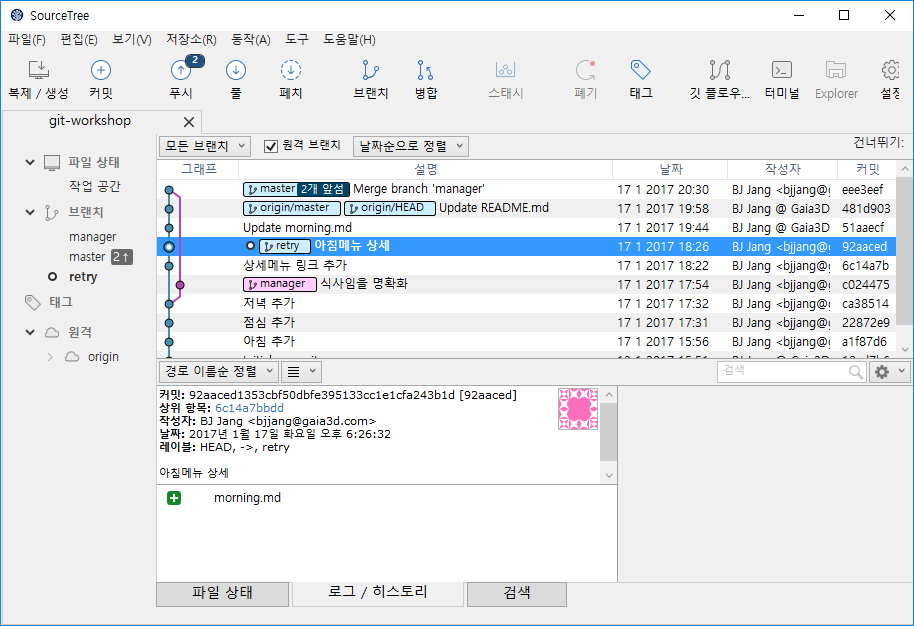 SourceTree
파일(F) 편집(E) 보기(V) 저장소(R) 동작(A) 도구 도움말(H)
2
복제 / 생성 커밋 푸시 풀 페치 브랜치 병합 스태시 폐기 태그 깃 플로우... 터미널 Explorer 설정
git-workshop
파일 상태
작업 공간
브랜치
manager
master 2↑
retry
태그
원격
origin
모든 브랜치 원격 브랜치 날짜순으로 정렬 건너뛰기:
그래프 설명 날짜 작성자 커밋
master 2개 앞섬 Merge branch 'manager' 17 1 2017 20:30 BJ Jang <bjjang@g eee3eef
origin/master origin/HEAD Update README.md 17 1 2017 19:58 BJ Jang @ Gaia3D 481d903
Update morning.md 17 1 2017 19:44 BJ Jang @ Gaia3D 51aaecf
retry 아침메뉴 상세 17 1 2017 18:26 BJ Jang <bjjang@g 92aaced
상세메뉴 링크 추가 17 1 2017 18:22 BJ Jang <bjjang@g 6c14a7b
manager 식사임을 명확화 17 1 2017 17:54 BJ Jang <bjjang@g c024475
저녁 추가 17 1 2017 17:32 BJ Jang <bjjang@g ca38514
점심 추가 17 1 2017 17:31 BJ Jang <bjjang@g 22872e9
아침 추가 17 1 2017 15:56 BJ Jang <bjjang@g a1f87d6
경로 이름순 정렬 검색
커밋: 92aaced1353cbf50dbfe395133cc1e1cfa243b1d [92aaced]
상위 항목: 6c14a7bbdd
작성자: BJ Jang <bjjang@gaia3d.com>
날짜: 2017년 1월 17일 화요일 오후 6:26:32
레이블: HEAD, ->, retry
아침메뉴 상세
morning.md
파일 상태 로그 / 히스토리 검색